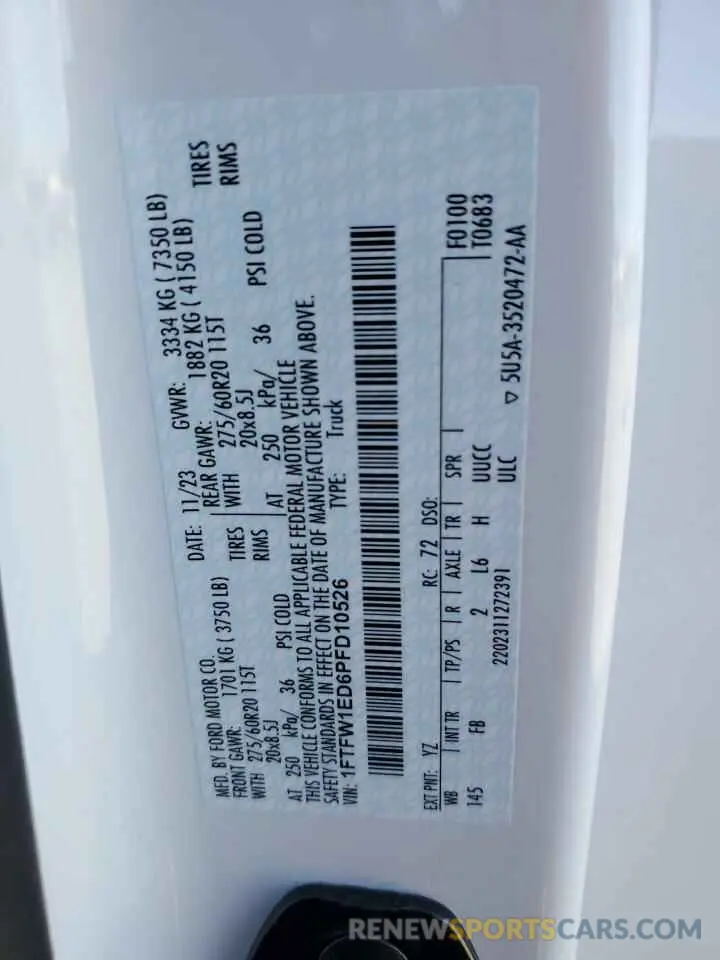 MFD. BY FORD MOTOR CO.
DATE: 11/23 GVWR: 3334 KG ( 7350 LB)
FRONT GAWR: 1701 KG ( 3750 LB)
REAR GAWR: 1882 KG ( 4150 LB)
WITH 275/60R20 115T TIRES
WITH 275/60R20 115T TIRES
20x8.5J RIMS
20x8.5J RIMS
AT 250 kPa/ 36 PSI COLD
AT 250 kPa/ 36 PSI COLD
THIS VEHICLE CONFORMS TO ALL APPLICABLE FEDERAL MOTOR VEHICLE
SAFETY STANDARDS IN EFFECT ON THE DATE OF MANUFACTURE SHOWN ABOVE.
VIN: 1FTFW1ED6PFD10526 TYPE: Truck
EXT PNT: YZ RC: 72 DSO: F0100
WB INT TR TP/PS R AXLE TR SPR T0683
145 FB 2 L6 H UUCC
2202311272391 ULC ▽ 5U5A-3520472-AA
RENEWSPORTSCARS.COM